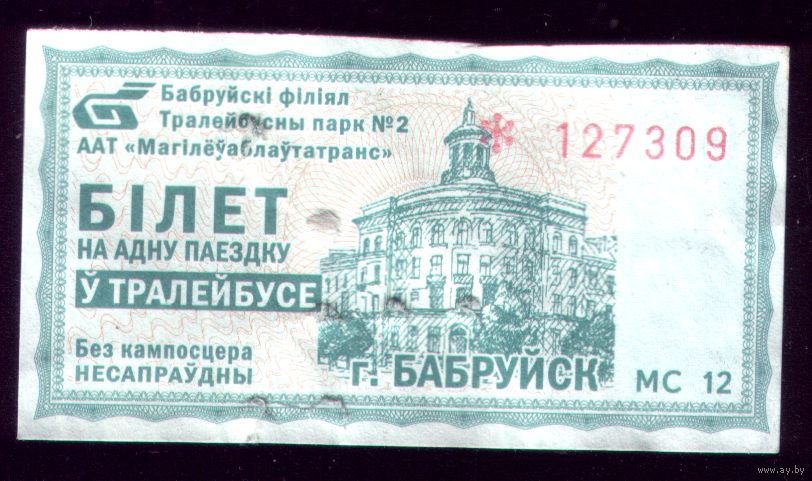 Бабруйскі філіял
Тралейбусны парк №2
ААТ «Магілёўаблаўтатранс»
* 127309
БІЛЕТ
НА АДНУ ПАЕЗДКУ
Ў ТРАЛЕЙБУСЕ
Без кампосцера
НЕСАПРАЎДНЫ
г. БАБРУЙСК
МС 12
www.ay.by